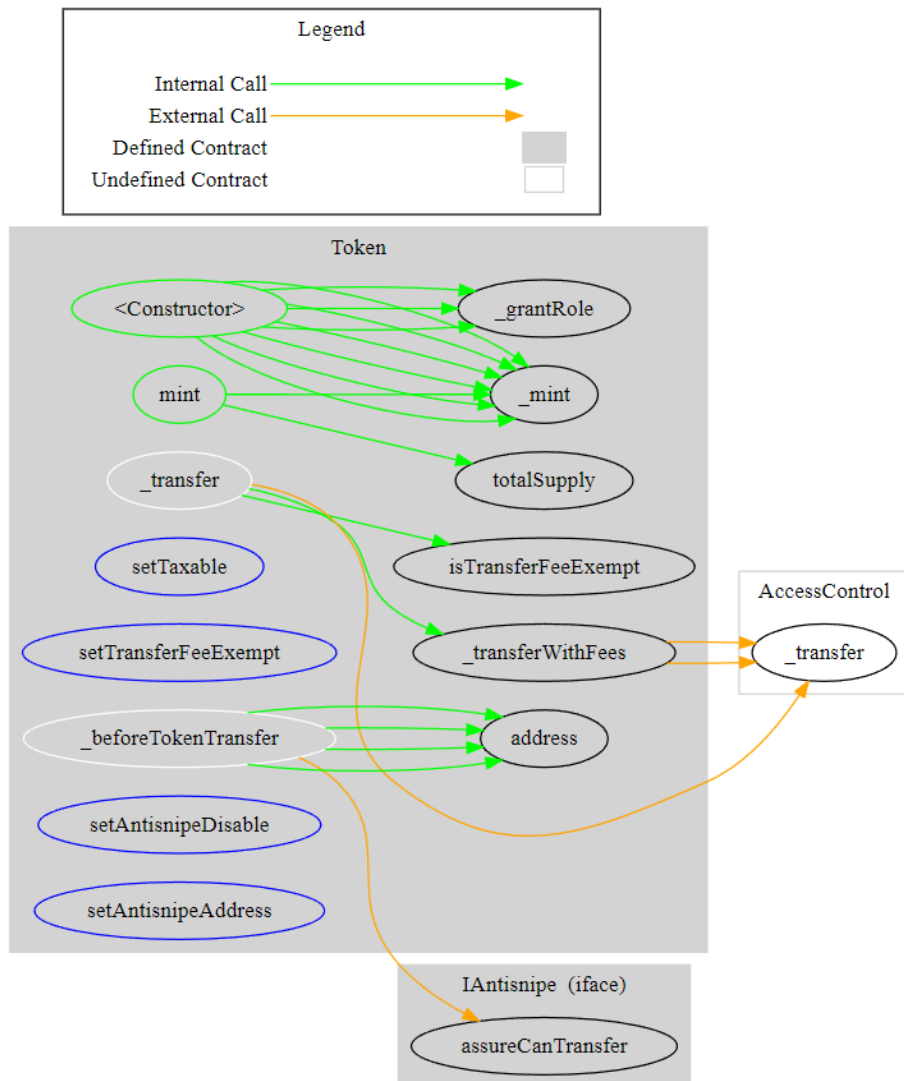 Legend
Internal Call
External Call
Defined Contract
Undefined Contract
Token
<Constructor>
_grantRole
mint
_mint
_transfer
totalSupply
setTaxable
isTransferFeeExempt
AccessControl
setTransferFeeExempt
_transferWithFees
_transfer
_beforeTokenTransfer
address
setAntisnipeDisable
setAntisnipeAddress
IAntisnipe (iface)
assureCanTransfer